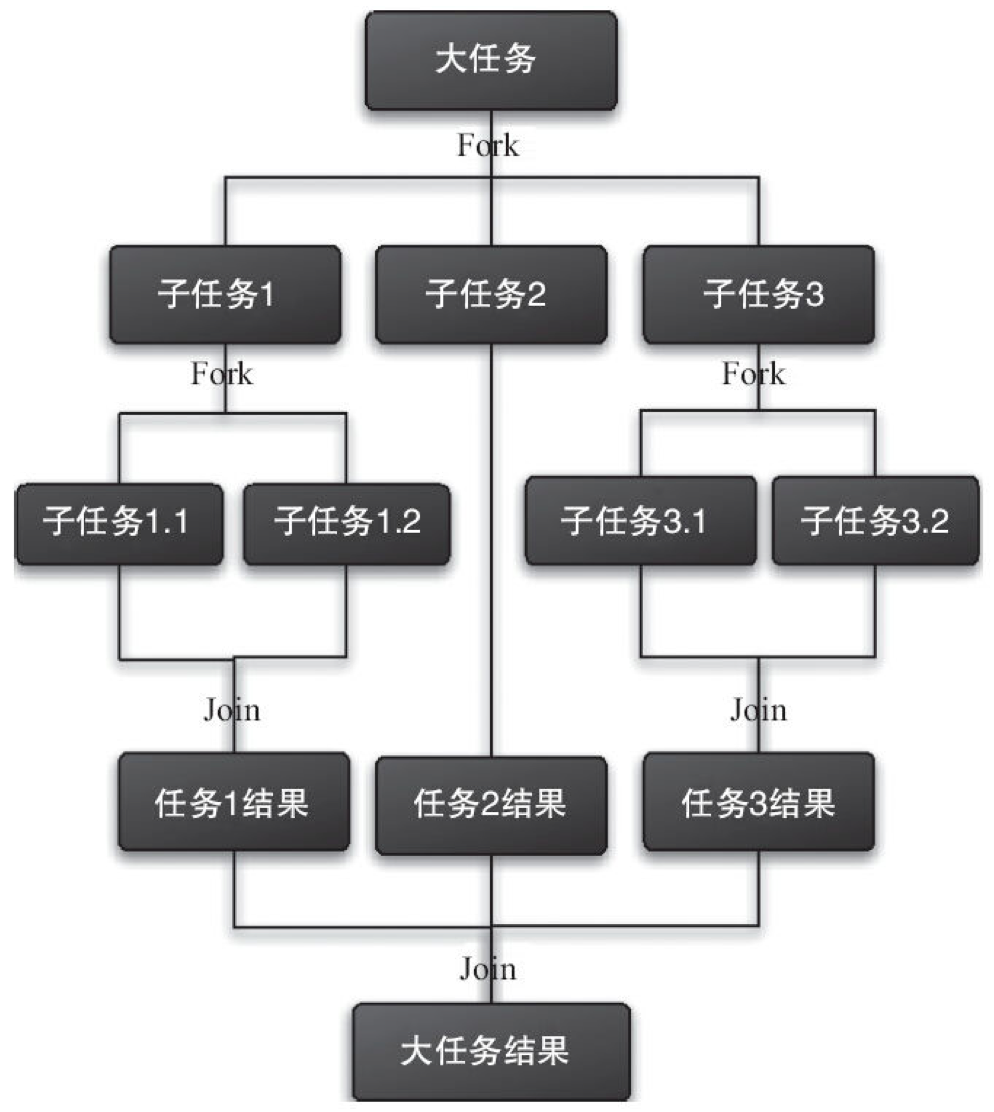 大任务
Fork
子任务1
子任务2
子任务3
Fork
Fork
子任务1.1
子任务1.2
子任务3.1
子任务3.2
Join
Join
任务1结果
任务2结果
任务3结果
Join
大任务结果